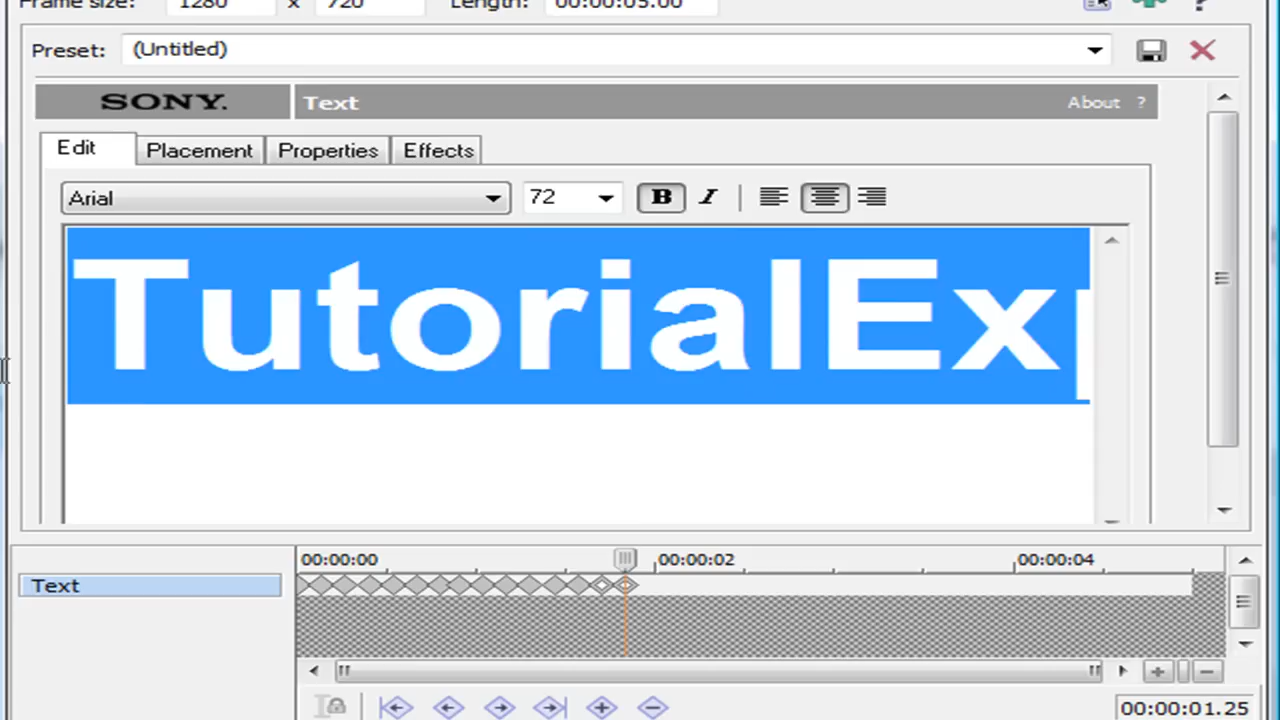 Frame size: 1280 x 720 Length: 00:00:05.00
Preset: (Untitled)
SONY. Text About ?
Edit Placement Properties Effects
Arial 72 B I
TutorialExp
00:00:00 00:00:02 00:00:04
Text
00:00:01.25